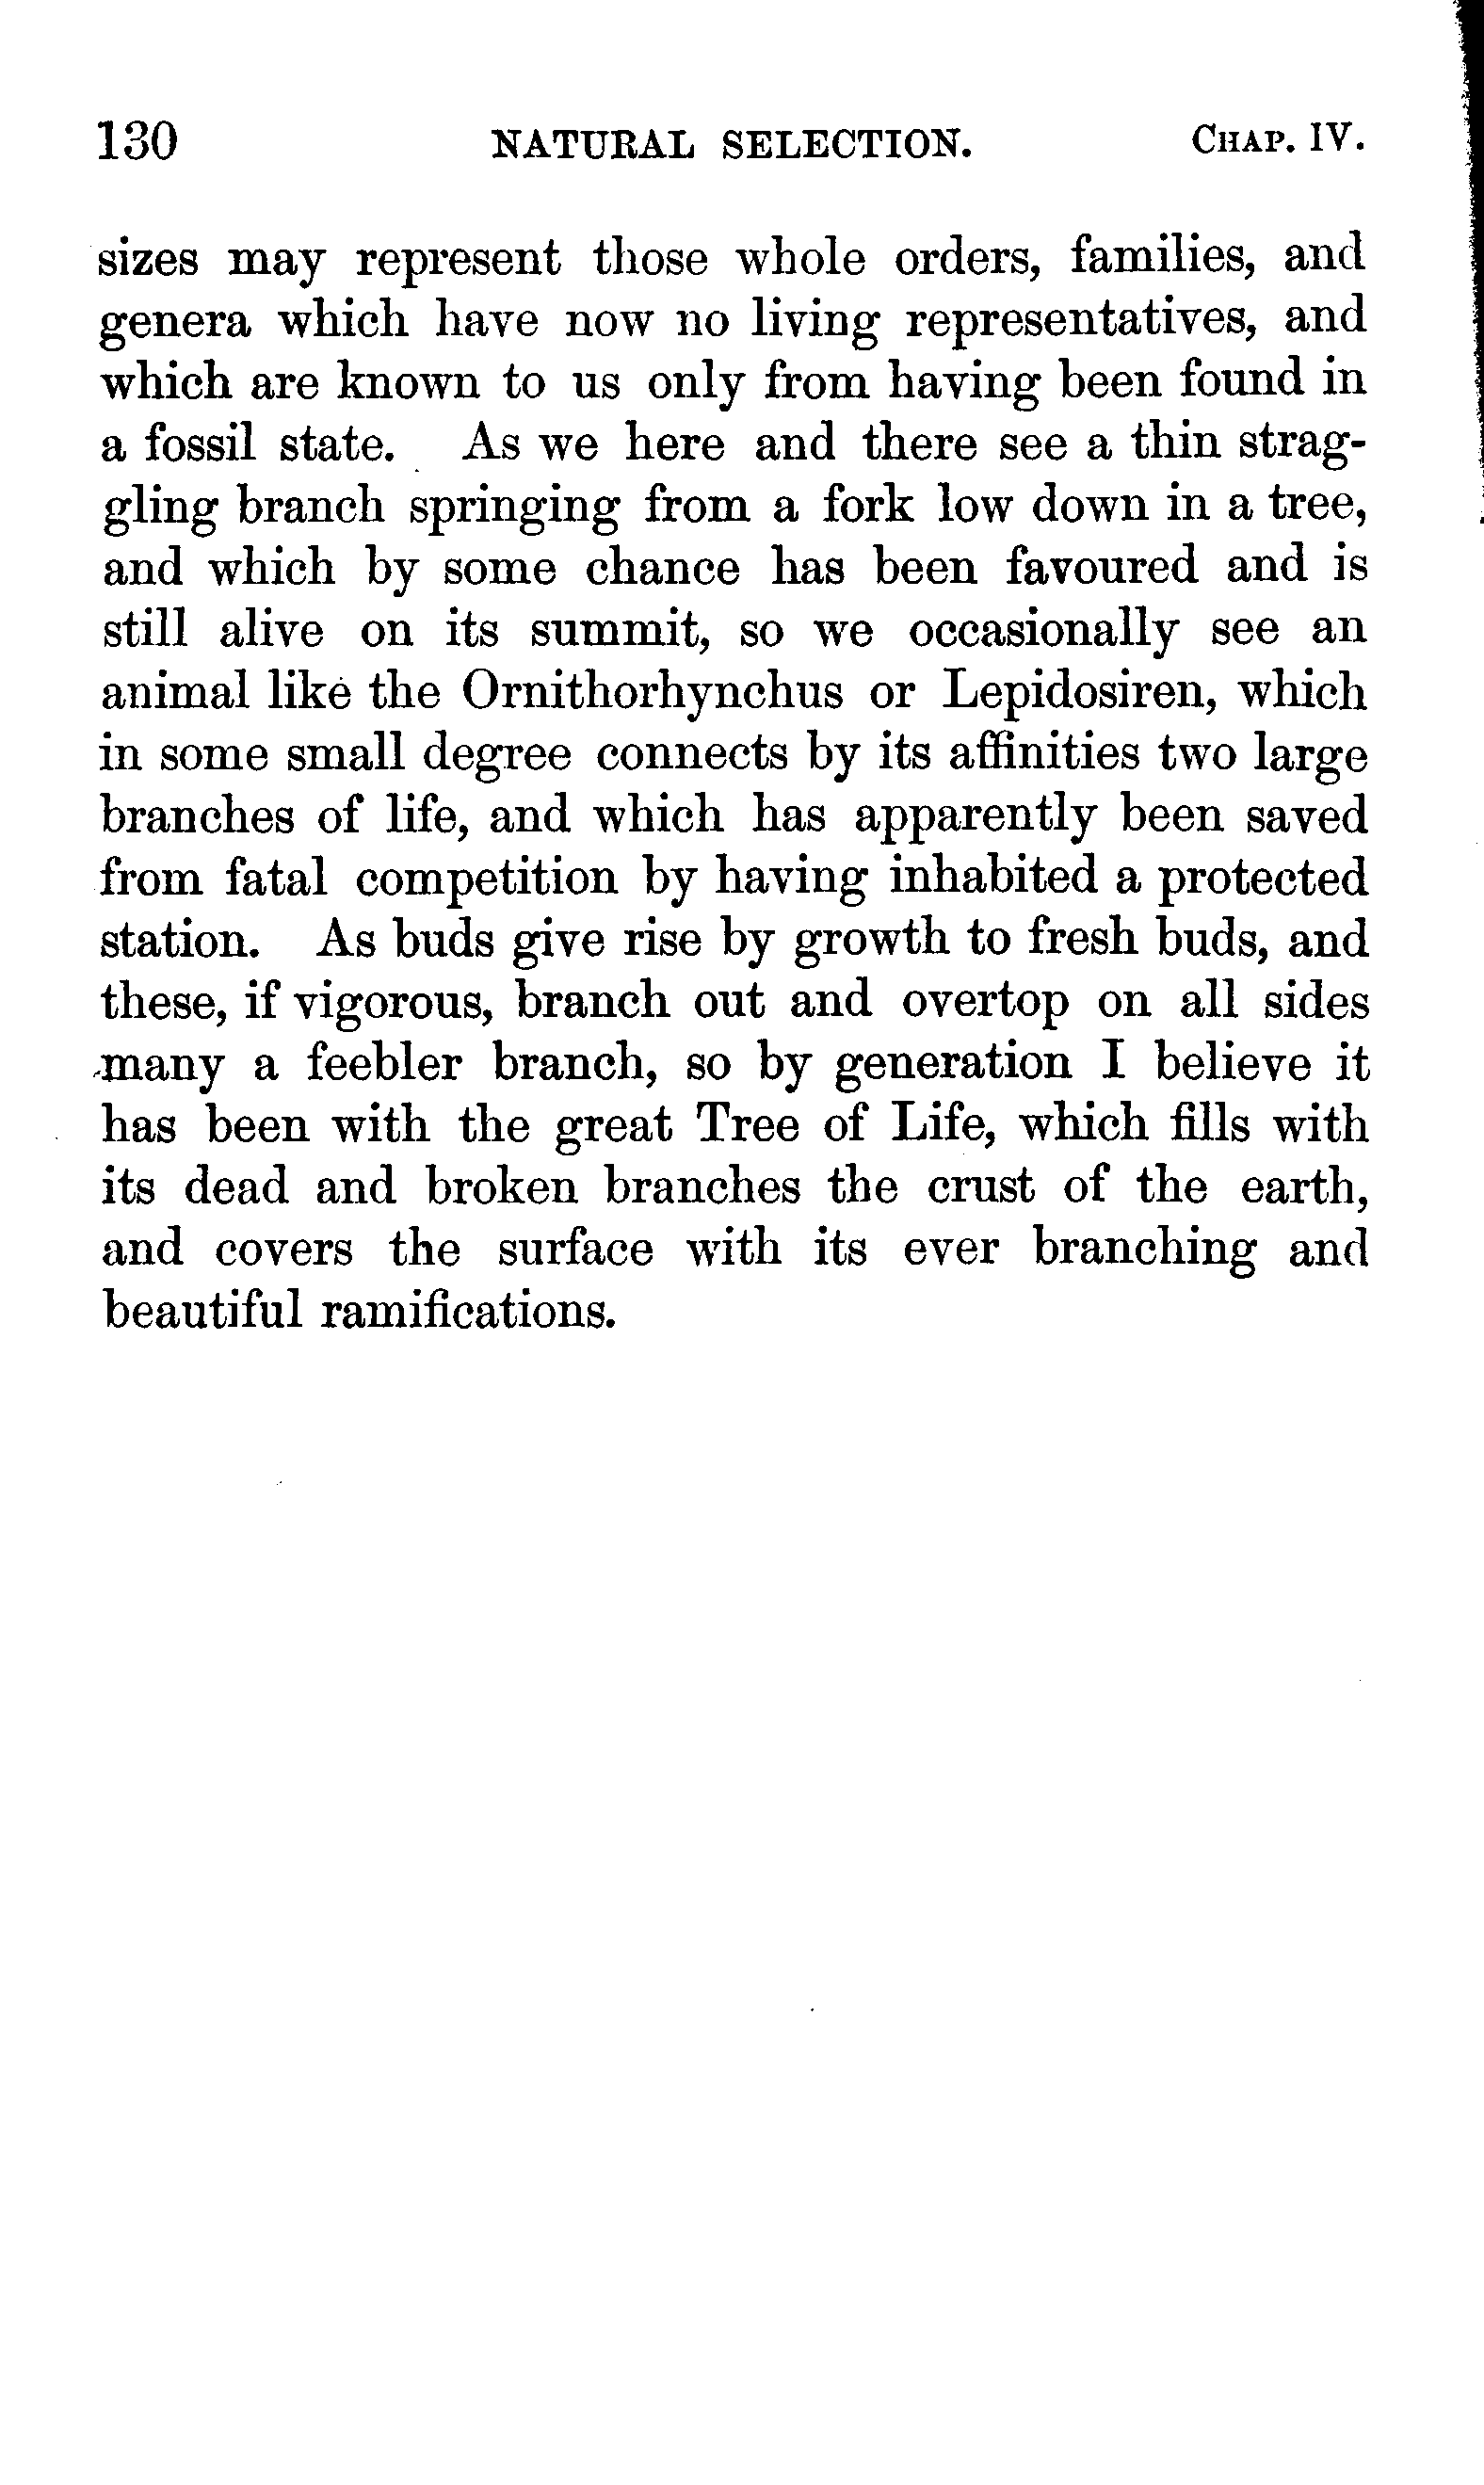 130 NATURAL SELECTION. CHAP. IV.
sizes may represent those whole orders, families, and
genera which have now no living representatives, and
which are known to us only from having been found in
a fossil state. As we here and there see a thin strag-
gling branch springing from a fork low down in a tree,
and which by some chance has been favoured and is
still alive on its summit, so we occasionally see an
animal like the Ornithorhynchus or Lepidosiren, which
in some small degree connects by its affinities two large
branches of life, and which has apparently been saved
from fatal competition by having inhabited a protected
station. As buds give rise by growth to fresh buds, and
these, if vigorous, branch out and overtop on all sides
many a feebler branch, so by generation I believe it
has been with the great Tree of Life, which fills with
its dead and broken branches the crust of the earth,
and covers the surface with its ever branching and
beautiful ramifications.